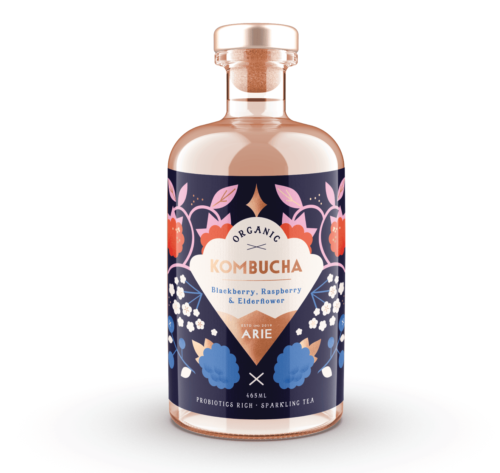 ORGANIC
KOMBUCHA
Blackberry, Raspberry
& Elderflower
ARIE
465ML
PROBIOTICS RICH · SPARKLING TEA